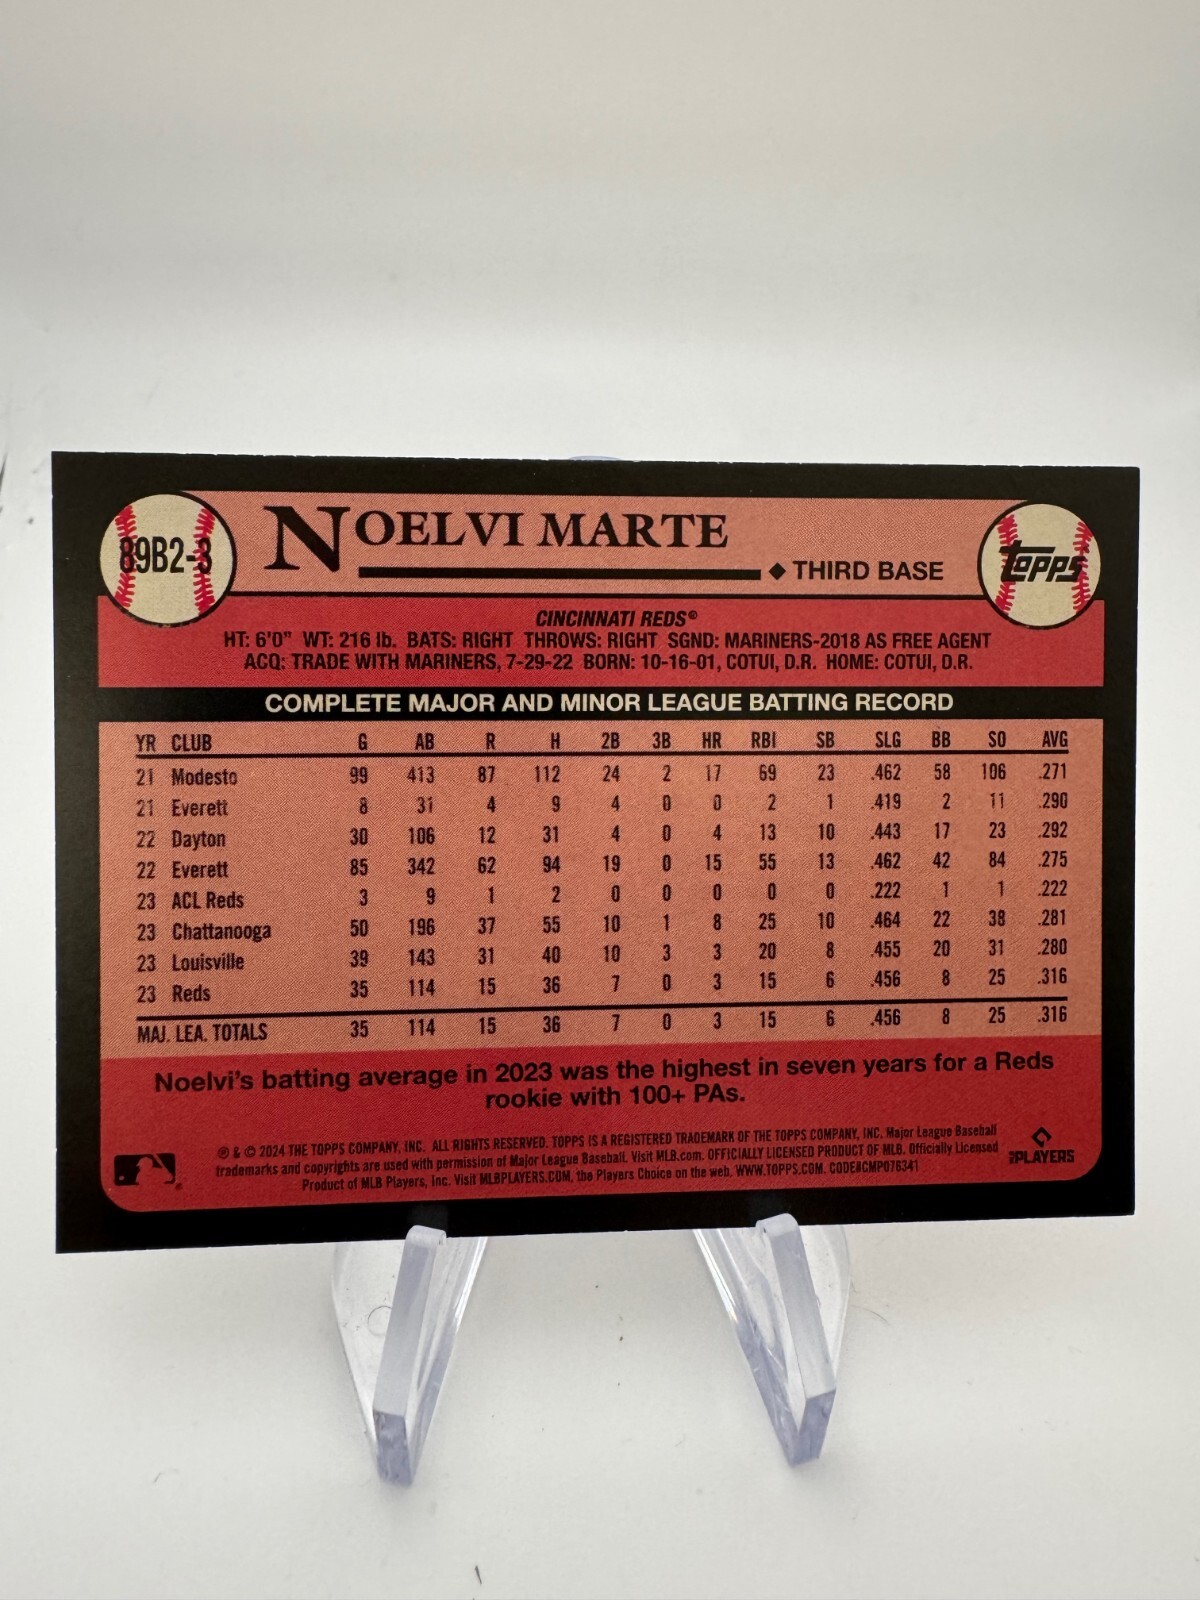 89B2-3
NOELVI MARTE
◆ THIRD BASE
topps
CINCINNATI REDS®
HT: 6'0" WT: 216 lb. BATS: RIGHT THROWS: RIGHT SGND: MARINERS-2018 AS FREE AGENT
ACQ: TRADE WITH MARINERS, 7-29-22 BORN: 10-16-01, COTUI, D.R. HOME: COTUI, D.R.
COMPLETE MAJOR AND MINOR LEAGUE BATTING RECORD
YR CLUB G AB R H 2B 3B HR RBI SB SLG BB SO AVG
21 Modesto 99 413 87 112 24 2 17 69 23 .462 58 106 .271
21 Everett 8 31 4 9 4 0 0 2 1 .419 2 11 .290
22 Dayton 30 106 12 31 4 0 4 13 10 .443 17 23 .292
22 Everett 85 342 62 94 19 0 15 55 13 .462 42 84 .275
23 ACL Reds 3 9 1 2 0 0 0 0 0 .222 1 1 .222
23 Chattanooga 50 196 37 55 10 1 8 25 10 .464 22 38 .281
23 Louisville 39 143 31 40 10 3 3 20 8 .455 20 31 .280
23 Reds 35 114 15 36 7 0 3 15 6 .456 8 25 .316
MAJ. LEA. TOTALS 35 114 15 36 7 0 3 15 6 .456 8 25 .316
Noelvi's batting average in 2023 was the highest in seven years for a Reds
rookie with 100+ PAs.
® & © 2024 THE TOPPS COMPANY, INC. ALL RIGHTS RESERVED. TOPPS IS A REGISTERED TRADEMARK OF THE TOPPS COMPANY, INC. Major League Baseball
trademarks and copyrights are used with permission of Major League Baseball. Visit MLB.com. OFFICIALLY LICENSED PRODUCT OF MLB. Officially Licensed
Product of MLB Players, Inc. Visit MLBPLAYERS.COM, the Players Choice on the web. WWW.TOPPS.COM. CODE#CMP076341
MLB PLAYERS